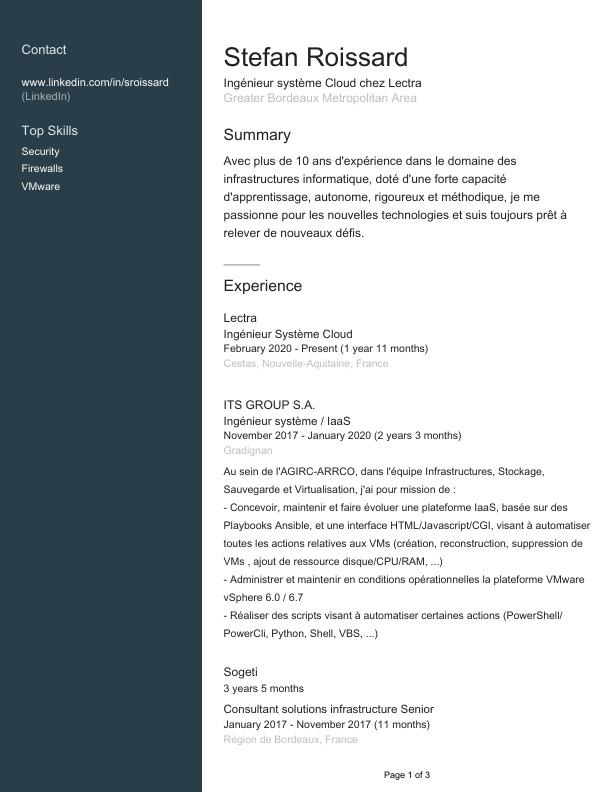 Contact
www.linkedin.com/in/sroissard
(LinkedIn)
Top Skills
Security
Firewalls
VMware
Stefan Roissard
Ingénieur système Cloud chez Lectra
Greater Bordeaux Metropolitan Area
Summary
Avec plus de 10 ans d'expérience dans le domaine des
infrastructures informatique, doté d'une forte capacité
d'apprentissage, autonome, rigoureux et méthodique, je me
passionne pour les nouvelles technologies et suis toujours prêt à
relever de nouveaux défis.
Experience
Lectra
Ingénieur Système Cloud
February 2020 - Present (1 year 11 months)
Cestas, Nouvelle-Aquitaine, France
ITS GROUP S.A.
Ingénieur système / IaaS
November 2017 - January 2020 (2 years 3 months)
Gradignan
Au sein de l'AGIRC-ARRCO, dans l'équipe Infrastructures, Stockage,
Sauvegarde et Virtualisation, j'ai pour mission de :
- Concevoir, maintenir et faire évoluer une plateforme IaaS, basée sur des
Playbooks Ansible, et une interface HTML/Javascript/CGI, visant à automatiser
toutes les actions relatives aux VMs (création, reconstruction, suppression de
VMs , ajout de ressource disque/CPU/RAM, ...)
- Administrer et maintenir en conditions opérationnelles la plateforme VMware
vSphere 6.0 / 6.7
- Réaliser des scripts visant à automatiser certaines actions (PowerShell/
PowerCli, Python, Shell, VBS, ...)
Sogeti
3 years 5 months
Consultant solutions infrastructure Senior
January 2017 - November 2017 (11 months)
Région de Bordeaux, France
Page 1 of 3